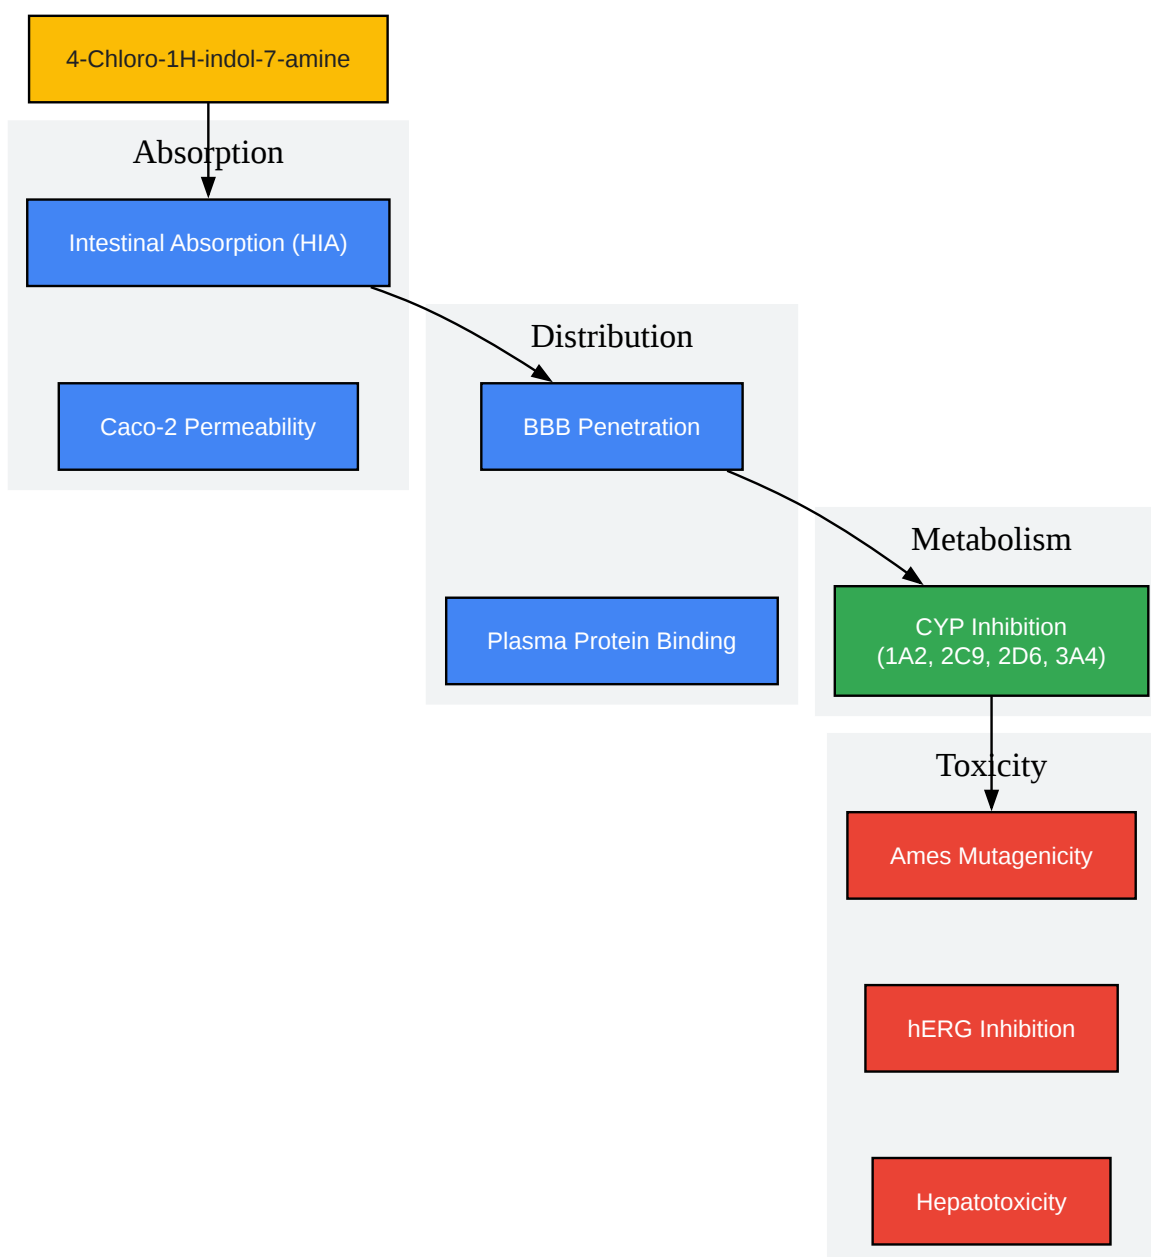 4-Chloro-1H-indol-7-amine
Absorption
Intestinal Absorption (HIA)
Caco-2 Permeability
Distribution
BBB Penetration
Plasma Protein Binding
Metabolism
CYP Inhibition
(1A2, 2C9, 2D6, 3A4)
Toxicity
Ames Mutagenicity
hERG Inhibition
Hepatotoxicity